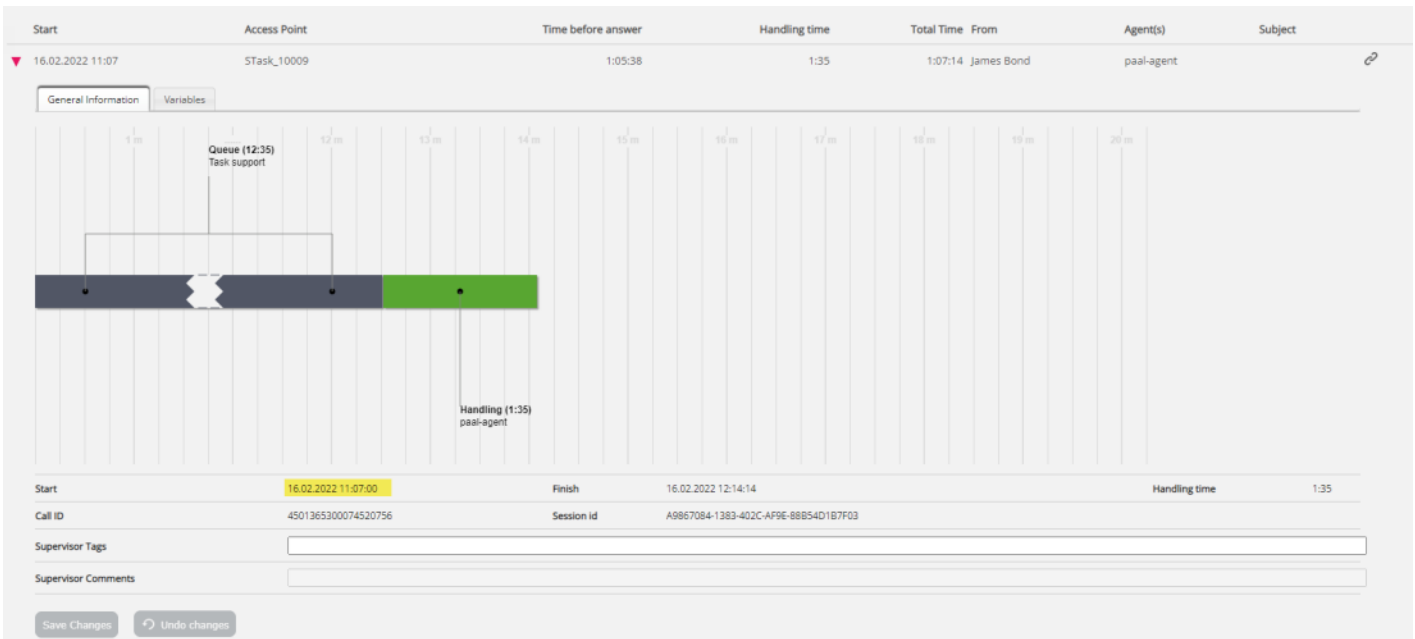 Start Access Point Time before answer Handling time Total Time From Agent(s) Subject
16.02.2022 11:07 STask_10009 1:05:38 1:35 1:07:14 James Bond paal-agent
General Information Variables
1 m 12 m 13 m 14 m 15 m 16 m 17 m 18 m 19 m 20 m
Queue (12:35)
Task support
Handling (1:35)
paal-agent
Start 16.02.2022 11:07:00 Finish 16.02.2022 12:14:14 Handling time 1:35
Call ID 4501365300074520756 Session id A9867084-1383-402C-AF9E-88B54D1B7F03
Supervisor Tags
Supervisor Comments
Save Changes Undo changes